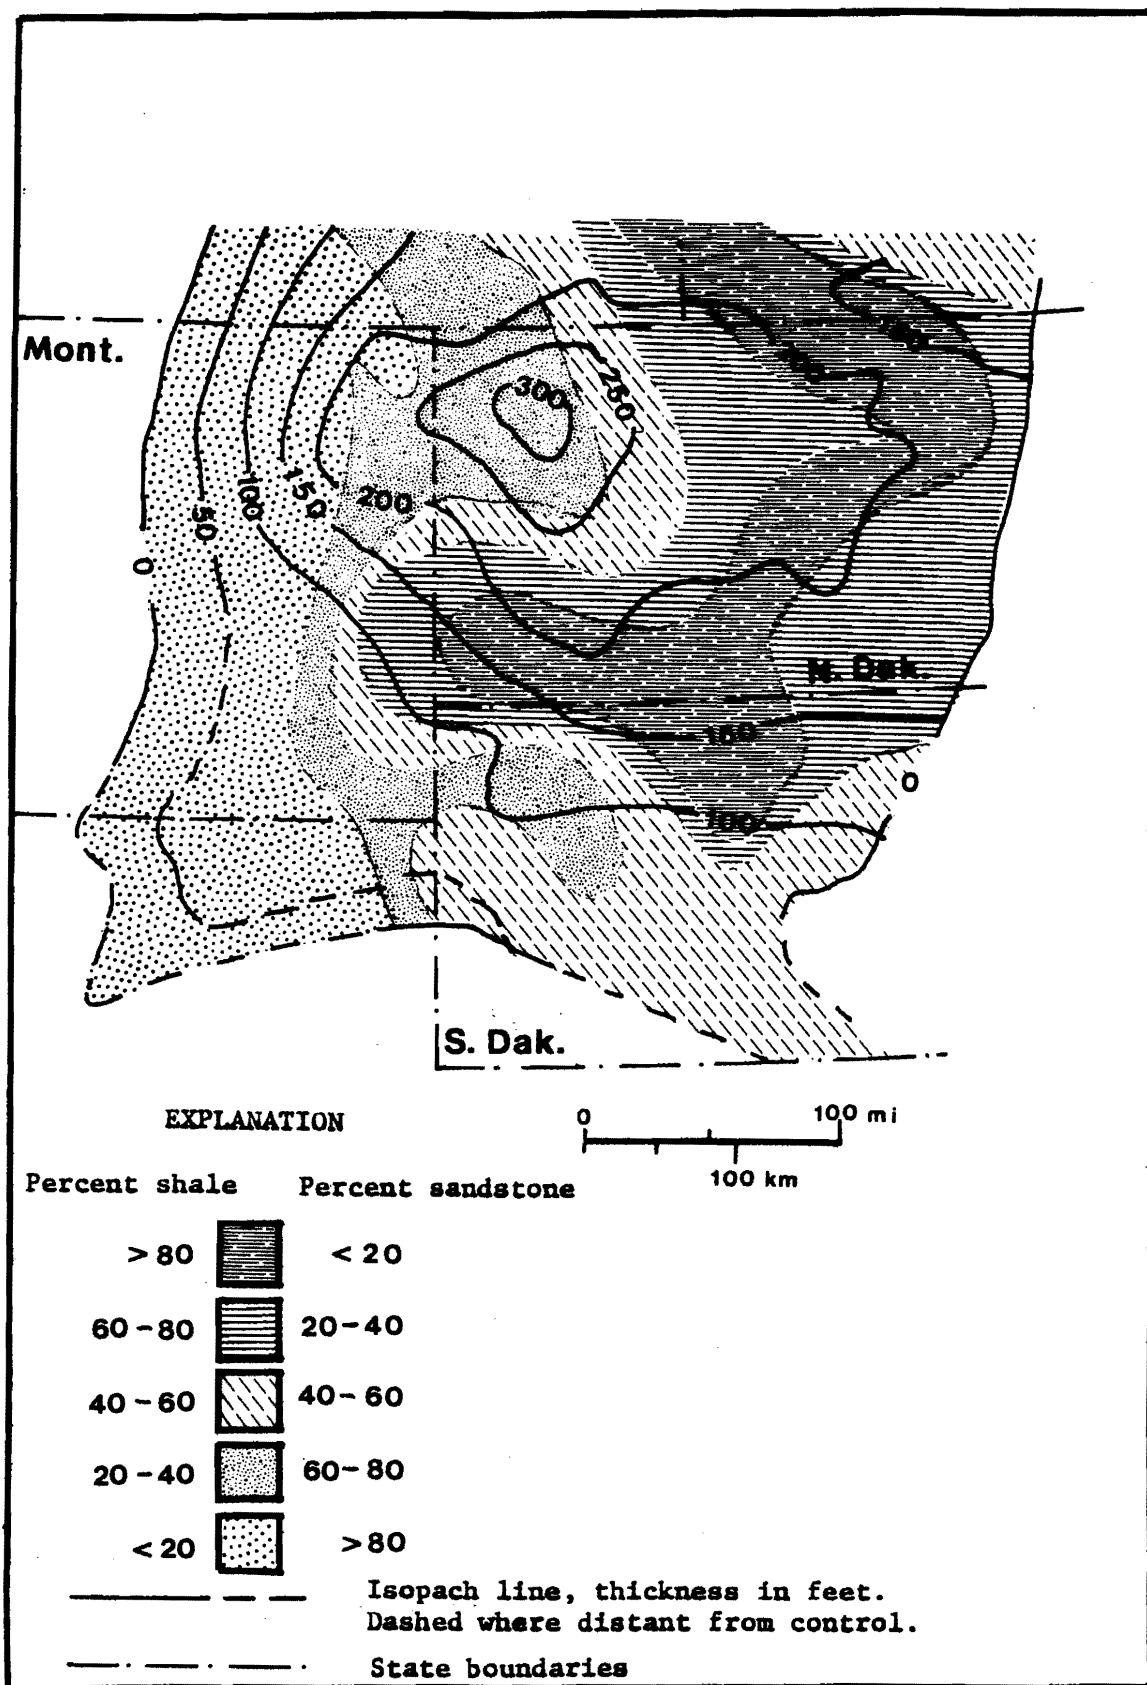 Mont.
300
250
200
150
100
50
0
N. Dak.
150
100
0
S. Dak.
EXPLANATION
0 100 mi
100 km
Percent shale Percent sandstone
>80 <20
60-80 20-40
40-60 40-60
20-40 60-80
<20 >80
Isopach line, thickness in feet.
Dashed where distant from control.
State boundaries